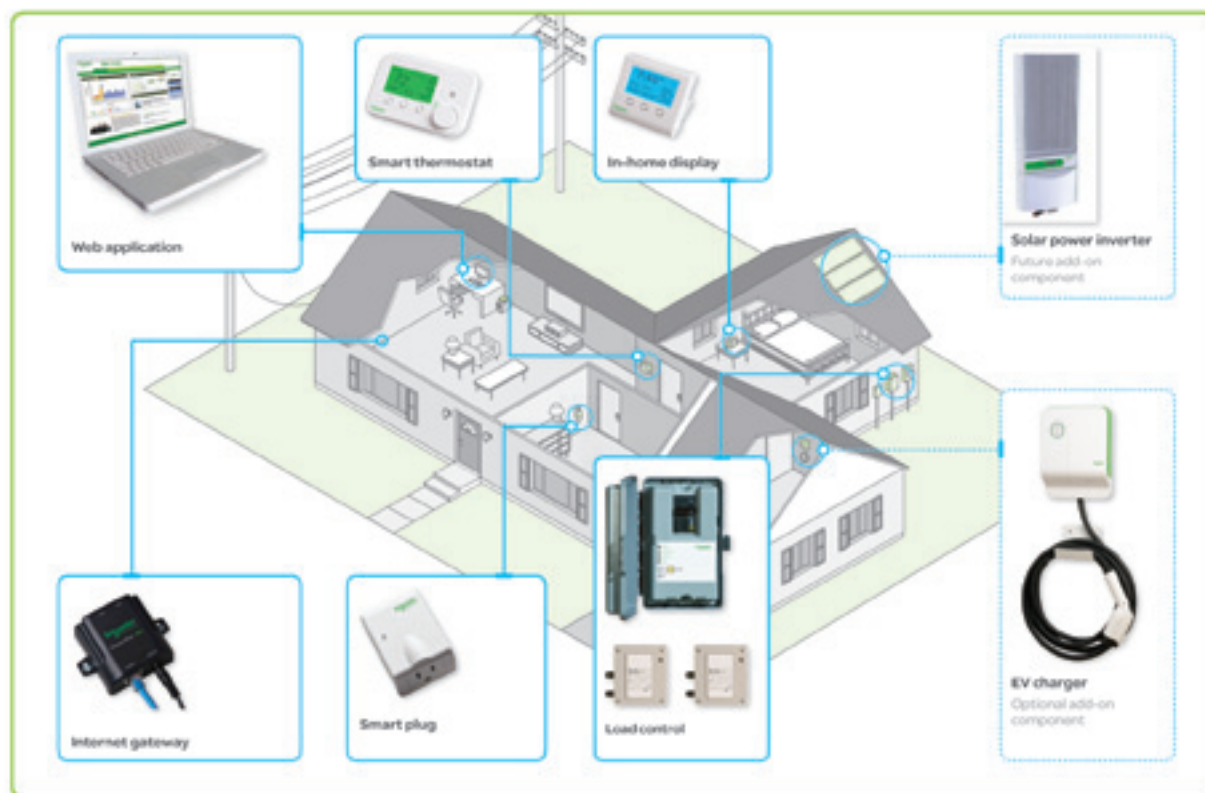 Web application
Smart thermostat
In-home display
Solar power inverter
Future add-on
component
Internet gateway
Smart plug
Load control
EV charger
Optional add-on
component